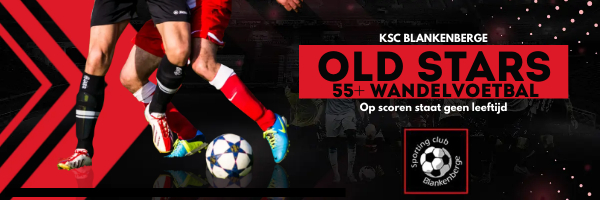 KSC BLANKENBERGE
OLD STARS
55+ WANDELVOETBAL
Op scoren staat geen leeftijd
Sporting club
Blankenberge